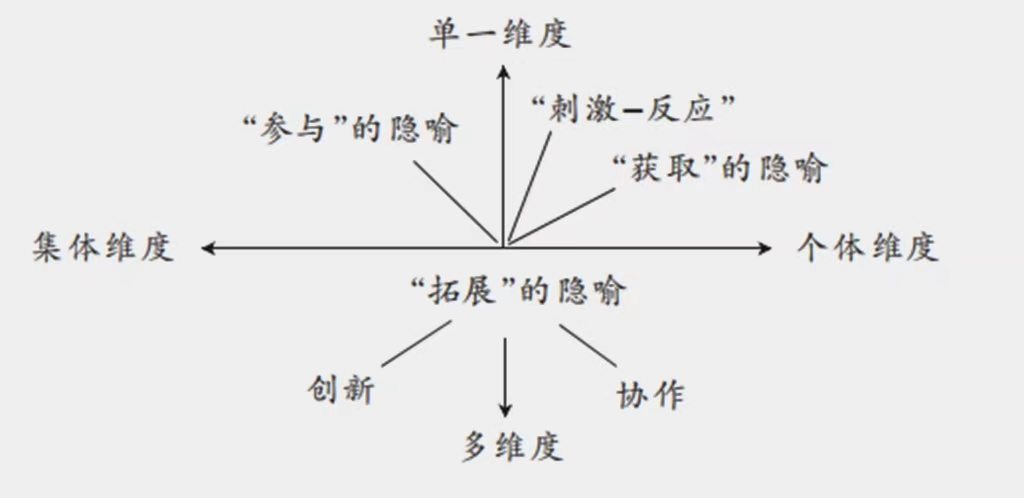 单一维度
“刺激-反应”
“参与”的隐喻
“获取”的隐喻
集体维度
个体维度
“拓展”的隐喻
创新
协作
多维度